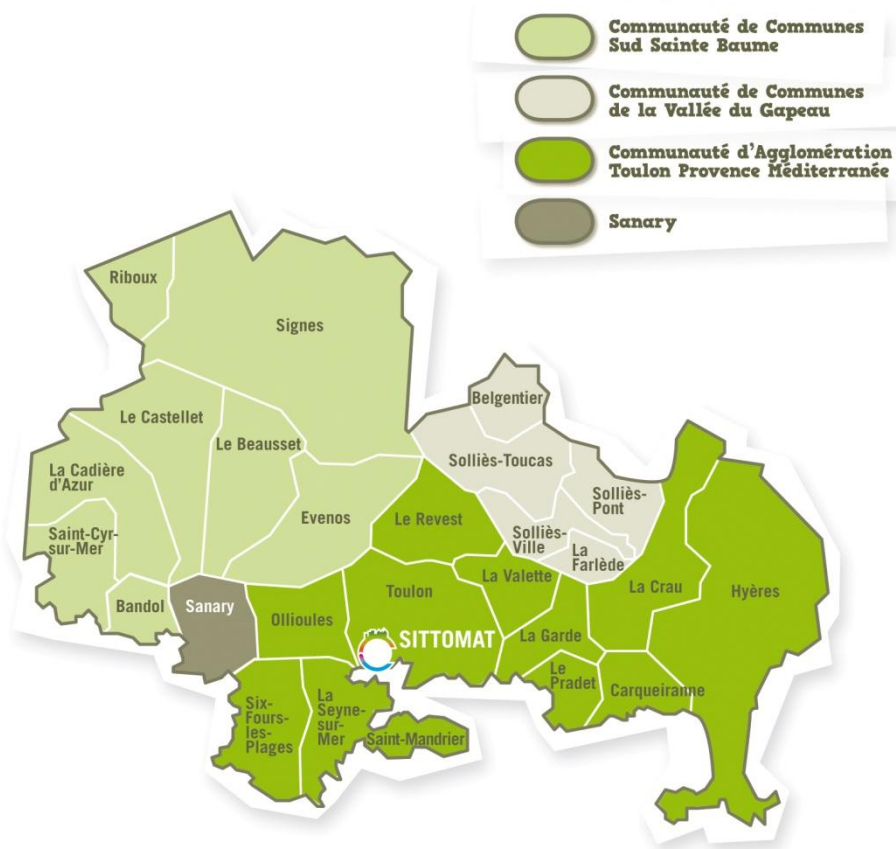 Communauté de Communes
Sud Sainte Baume
Communauté de Communes
de la Vallée du Gapeau
Communauté d'Agglomération
Toulon Provence Méditerranée
Sanary
Riboux
Signes
Belgentier
Le Castellet
Le Beausset
Solliès-Toucas
La Cadière
d'Azur
Solliès-
Pont
Evenos
Le Revest
Saint-Cyr-
sur-Mer
Solliès-
Ville
La
Farlède
La Valette
La Crau
Hyères
Bandol
Sanary
Ollioules
Toulon
SITTOMAT
La Garde
Le
Pradet
Carqueiranne
Six-
Fours-
les-
Plages
La
Seyne-
sur-
Mer
Saint-Mandrier